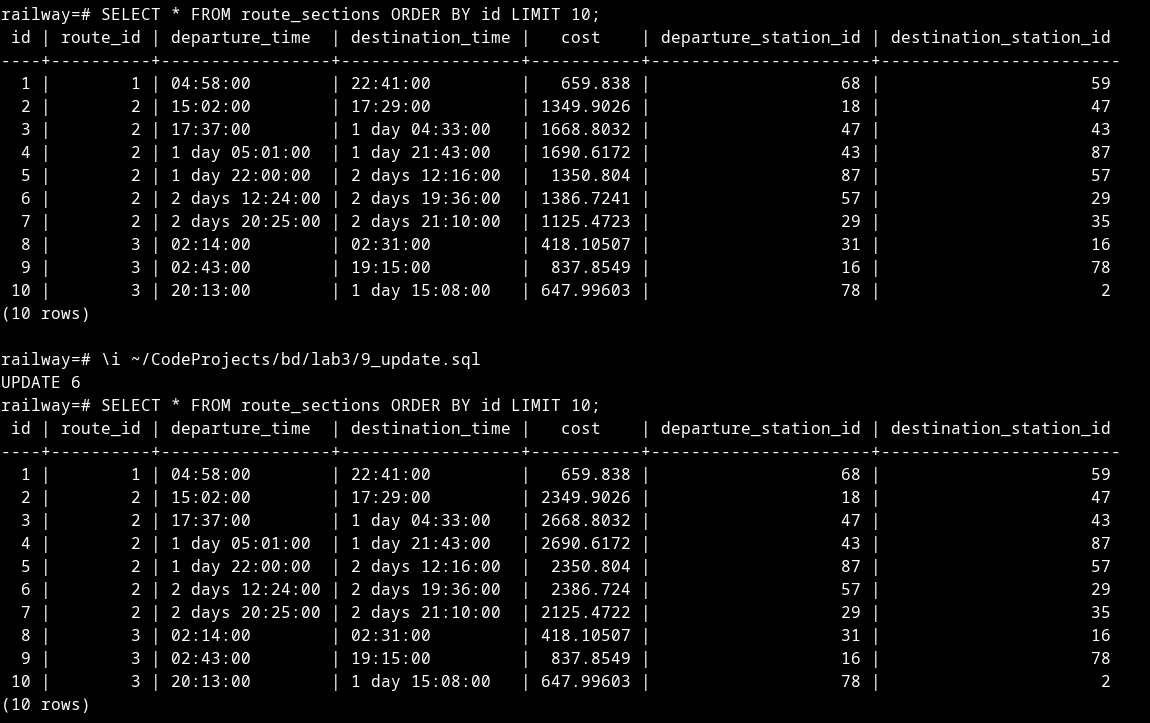 railway=# SELECT * FROM route_sections ORDER BY id LIMIT 10;
 id | route_id | departure_time  | destination_time |   cost    | departure_station_id | destination_station_id
----+----------+-----------------+------------------+-----------+----------------------+------------------------
  1 |        1 | 04:58:00        | 22:41:00         |   659.838 |                   68 |                     59
  2 |        2 | 15:02:00        | 17:29:00         | 1349.9026 |                   18 |                     47
  3 |        2 | 17:37:00        | 1 day 04:33:00   | 1668.8032 |                   47 |                     43
  4 |        2 | 1 day 05:01:00  | 1 day 21:43:00   | 1690.6172 |                   43 |                     87
  5 |        2 | 1 day 22:00:00  | 2 days 12:16:00  |  1350.804 |                   87 |                     57
  6 |        2 | 2 days 12:24:00 | 2 days 19:36:00  | 1386.7241 |                   57 |                     29
  7 |        2 | 2 days 20:25:00 | 2 days 21:10:00  | 1125.4723 |                   29 |                     35
  8 |        3 | 02:14:00        | 02:31:00         | 418.10507 |                   31 |                     16
  9 |        3 | 02:43:00        | 19:15:00         |  837.8549 |                   16 |                     78
 10 |        3 | 20:13:00        | 1 day 15:08:00   | 647.99603 |                   78 |                      2
(10 rows)

railway=# \i ~/CodeProjects/bd/lab3/9_update.sql
UPDATE 6
railway=# SELECT * FROM route_sections ORDER BY id LIMIT 10;
 id | route_id | departure_time  | destination_time |   cost    | departure_station_id | destination_station_id
----+----------+-----------------+------------------+-----------+----------------------+------------------------
  1 |        1 | 04:58:00        | 22:41:00         |   659.838 |                   68 |                     59
  2 |        2 | 15:02:00        | 17:29:00         | 2349.9026 |                   18 |                     47
  3 |        2 | 17:37:00        | 1 day 04:33:00   | 2668.8032 |                   47 |                     43
  4 |        2 | 1 day 05:01:00  | 1 day 21:43:00   | 2690.6172 |                   43 |                     87
  5 |        2 | 1 day 22:00:00  | 2 days 12:16:00  |  2350.804 |                   87 |                     57
  6 |        2 | 2 days 12:24:00 | 2 days 19:36:00  |  2386.724 |                   57 |                     29
  7 |        2 | 2 days 20:25:00 | 2 days 21:10:00  | 2125.4722 |                   29 |                     35
  8 |        3 | 02:14:00        | 02:31:00         | 418.10507 |                   31 |                     16
  9 |        3 | 02:43:00        | 19:15:00         |  837.8549 |                   16 |                     78
 10 |        3 | 20:13:00        | 1 day 15:08:00   | 647.99603 |                   78 |                      2
(10 rows)